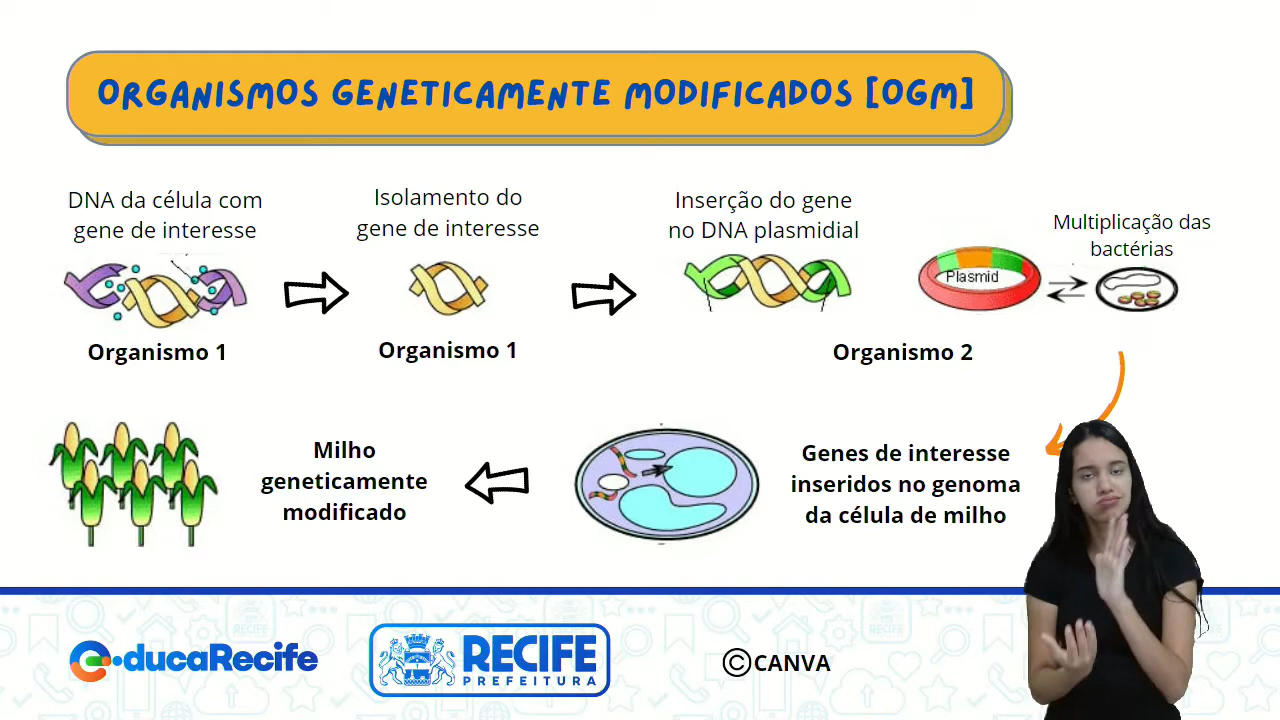 ORGANISMOS GENETICAMENTE MODIFICADOS [OGM]
DNA da célula com
gene de interesse
Isolamento do
gene de interesse
Inserção do gene
no DNA plasmidial
Multiplicação das
bactérias
Plasmid
Organismo 1
Organismo 1
Organismo 2
Milho
geneticamente
modificado
Genes de interesse
inseridos no genoma
da célula de milho
EducaRecife
RECIFE
PREFEITURA
©CANVA